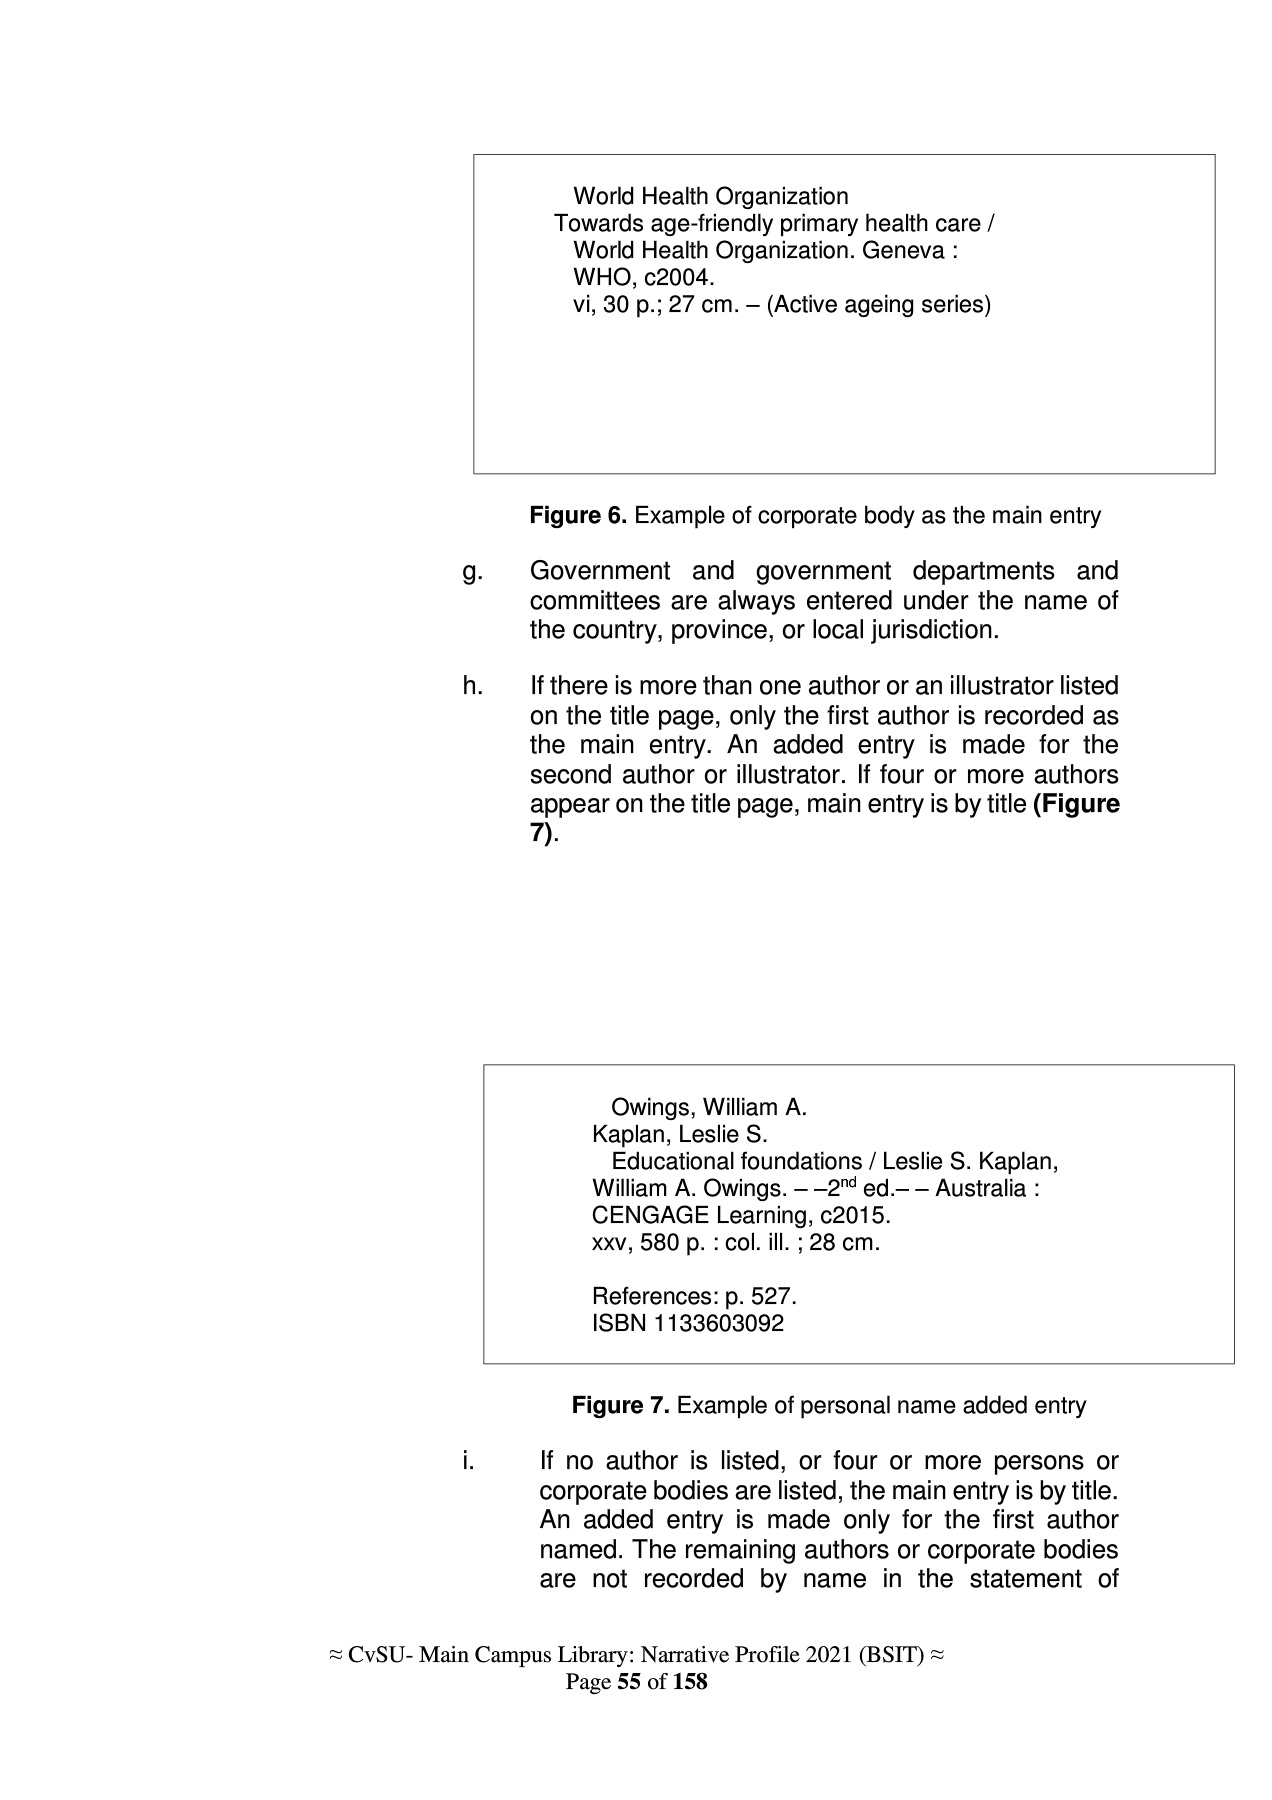 World Health Organization
Towards age-friendly primary health care /
World Health Organization. Geneva :
WHO, c2004.
vi, 30 p.; 27 cm. – (Active ageing series)
Figure 6. Example of corporate body as the main entry
g. Government and government departments and
committees are always entered under the name of
the country, province, or local jurisdiction.
h. If there is more than one author or an illustrator listed
on the title page, only the first author is recorded as
the main entry. An added entry is made for the
second author or illustrator. If four or more authors
appear on the title page, main entry is by title (Figure
7).
Owings, William A.
Kaplan, Leslie S.
Educational foundations / Leslie S. Kaplan,
William A. Owings. – –2nd ed.– – Australia :
CENGAGE Learning, c2015.
xxv, 580 p. : col. ill. ; 28 cm.
References: p. 527.
ISBN 1133603092
Figure 7. Example of personal name added entry
i. If no author is listed, or four or more persons or
corporate bodies are listed, the main entry is by title.
An added entry is made only for the first author
named. The remaining authors or corporate bodies
are not recorded by name in the statement of
≈ CvSU- Main Campus Library: Narrative Profile 2021 (BSIT) ≈
Page 55 of 158